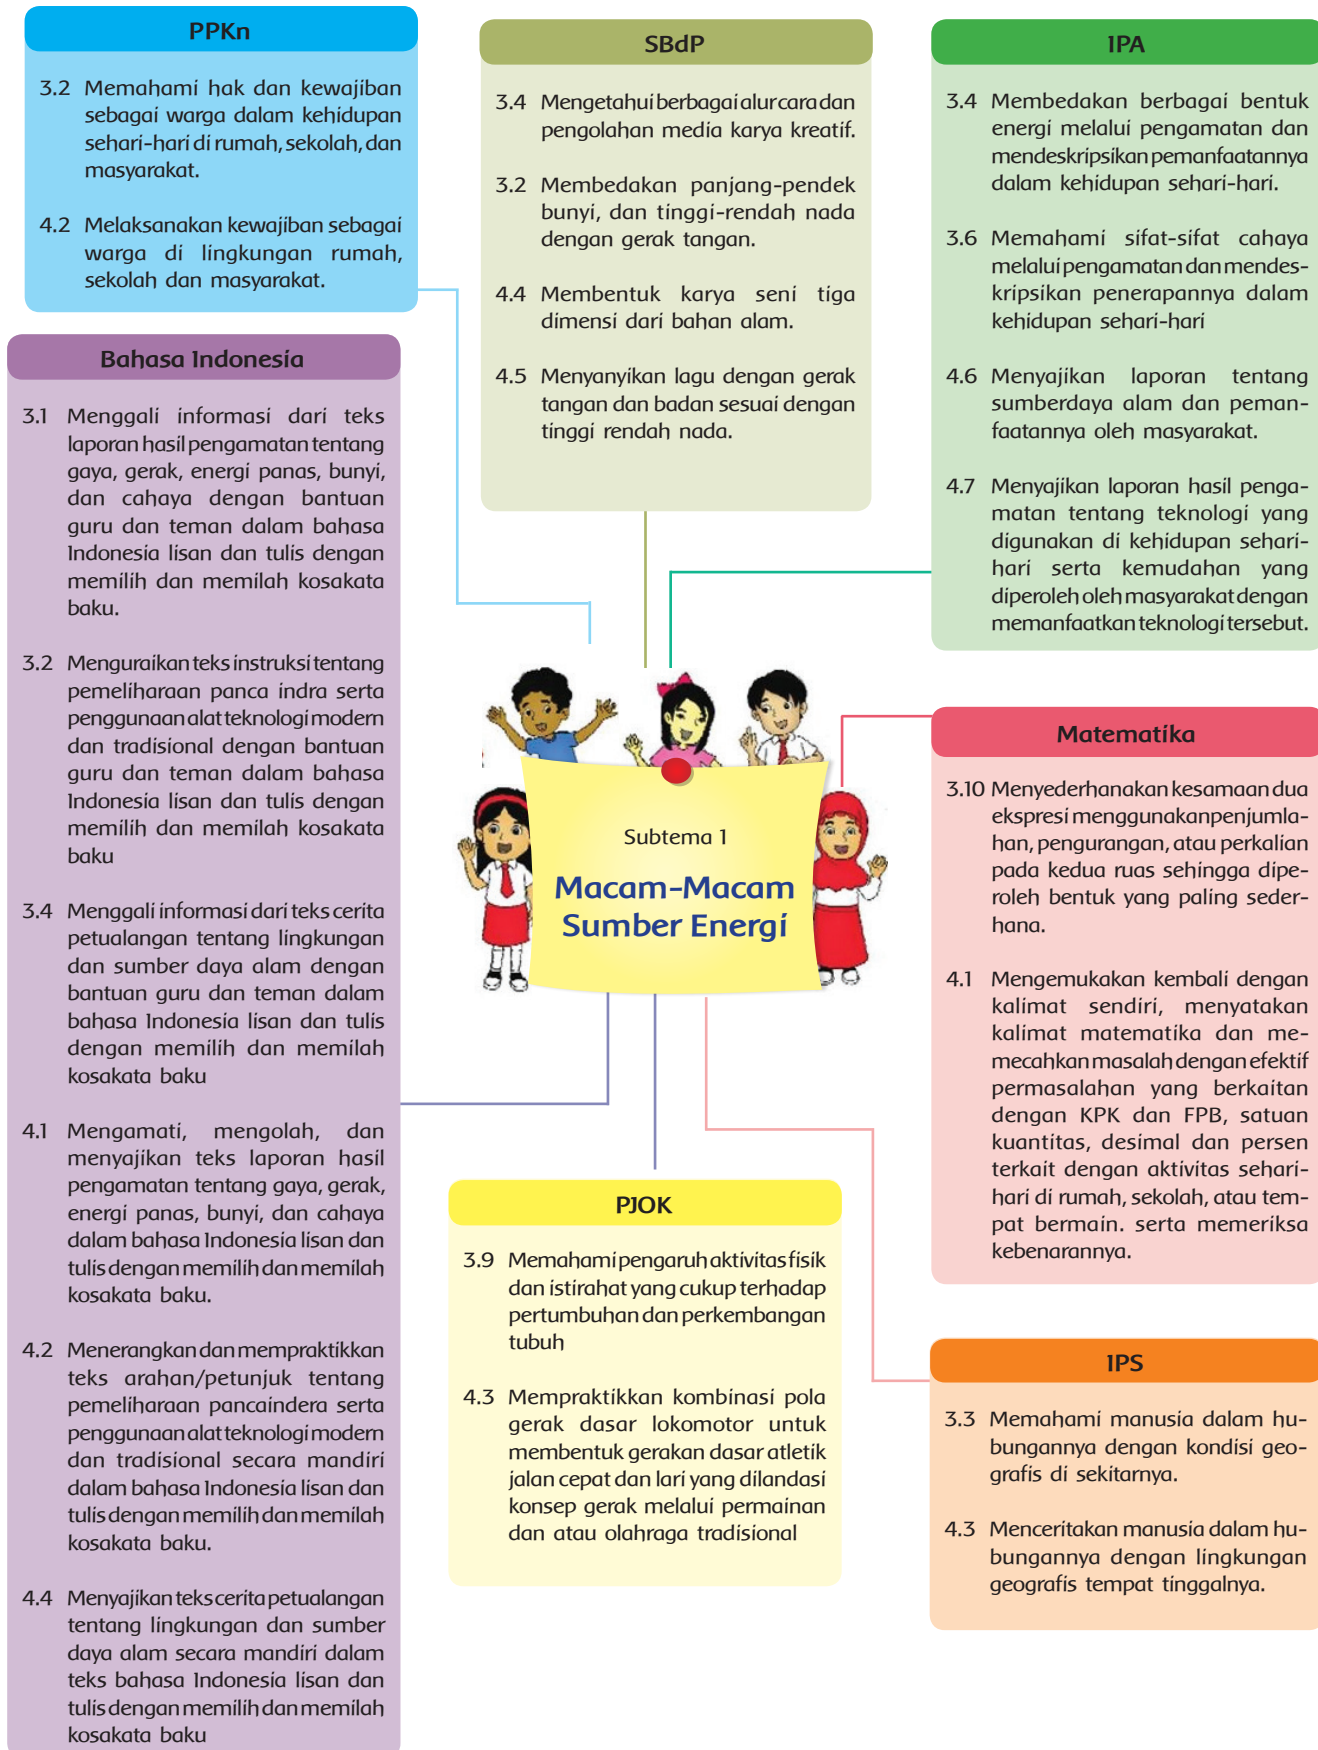 PPKn
3.2 Memahami hak dan kewajiban
sebagai warga dalam kehidupan
sehari-hari di rumah, sekolah, dan
masyarakat.
4.2 Melaksanakan kewajiban sebagai
warga di lingkungan rumah,
sekolah dan masyarakat.
SBdP
3.4 Mengetahui berbagai alur cara dan
pengolahan media karya kreatif.
3.2 Membedakan panjang-pendek
bunyi, dan tinggi-rendah nada
dengan gerak tangan.
4.4 Membentuk karya seni tiga
dimensi dari bahan alam.
4.5 Menyanyikan lagu dengan gerak
tangan dan badan sesuai dengan
tinggi rendah nada.
IPA
3.4 Membedakan berbagai bentuk
energi melalui pengamatan dan
mendeskripsikan pemanfaatannya
dalam kehidupan sehari-hari.
3.6 Memahami sifat-sifat cahaya
melalui pengamatan dan mendes-
kripsikan penerapannya dalam
kehidupan sehari-hari
4.6 Menyajikan laporan tentang
sumberdaya alam dan peman-
faatannya oleh masyarakat.
4.7 Menyajikan laporan hasil penga-
matan tentang teknologi yang
digunakan di kehidupan sehari-
hari serta kemudahan yang
diperoleh oleh masyarakat dengan
memanfaatkan teknologi tersebut.
Bahasa Indonesia
3.1 Menggali informasi dari teks
laporan hasil pengamatan tentang
gaya, gerak, energi panas, bunyi,
dan cahaya dengan bantuan
guru dan teman dalam bahasa
Indonesia lisan dan tulis dengan
memilih dan memilah kosakata
baku.
3.2 Menguraikan teks instruksi tentang
pemeliharaan panca indra serta
penggunaan alat teknologi modern
dan tradisional dengan bantuan
guru dan teman dalam bahasa
Indonesia lisan dan tulis dengan
memilih dan memilah kosakata
baku
3.4 Menggali informasi dari teks cerita
petualangan tentang lingkungan
dan sumber daya alam dengan
bantuan guru dan teman dalam
bahasa Indonesia lisan dan tulis
dengan memilih dan memilah
kosakata baku
4.1 Mengamati, mengolah, dan
menyajikan teks laporan hasil
pengamatan tentang gaya, gerak,
energi panas, bunyi, dan cahaya
dalam bahasa Indonesia lisan dan
tulis dengan memilih dan memilah
kosakata baku.
4.2 Menerangkan dan mempraktikkan
teks arahan/petunjuk tentang
pemeliharaan pancaindera serta
penggunaan alat teknologi modern
dan tradisional secara mandiri
dalam bahasa Indonesia lisan dan
tulis dengan memilih dan memilah
kosakata baku.
4.4 Menyajikan teks cerita petualangan
tentang lingkungan dan sumber
daya alam secara mandiri dalam
teks bahasa Indonesia lisan dan
tulis dengan memilih dan memilah
kosakata baku
Subtema 1
Macam-Macam
Sumber Energi
Matematika
3.10 Menyederhanakan kesamaan dua
ekspresi menggunakanpenjumla-
han, pengurangan, atau perkalian
pada kedua ruas sehingga dipe-
roleh bentuk yang paling seder-
hana.
4.1 Mengemukakan kembali dengan
kalimat sendiri, menyatakan
kalimat matematika dan me-
mecahkan masalah dengan efektif
permasalahan yang berkaitan
dengan KPK dan FPB, satuan
kuantitas, desimal dan persen
terkait dengan aktivitas sehari-
hari di rumah, sekolah, atau tem-
pat bermain. serta memeriksa
kebenarannya.
PJOK
3.9 Memahami pengaruh aktivitas fisik
dan istirahat yang cukup terhadap
pertumbuhan dan perkembangan
tubuh
4.3 Mempraktikkan kombinasi pola
gerak dasar lokomotor untuk
membentuk gerakan dasar atletik
jalan cepat dan lari yang dilandasi
konsep gerak melalui permainan
dan atau olahraga tradisional
IPS
3.3 Memahami manusia dalam hu-
bungannya dengan kondisi geo-
grafis di sekitarnya.
4.3 Menceritakan manusia dalam hu-
bungannya dengan lingkungan
geografis tempat tinggalnya.